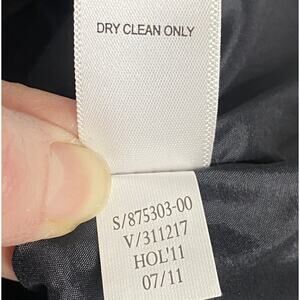 DRY CLEAN ONLY
S/875303-00
V/311217
HOL'11
07/11